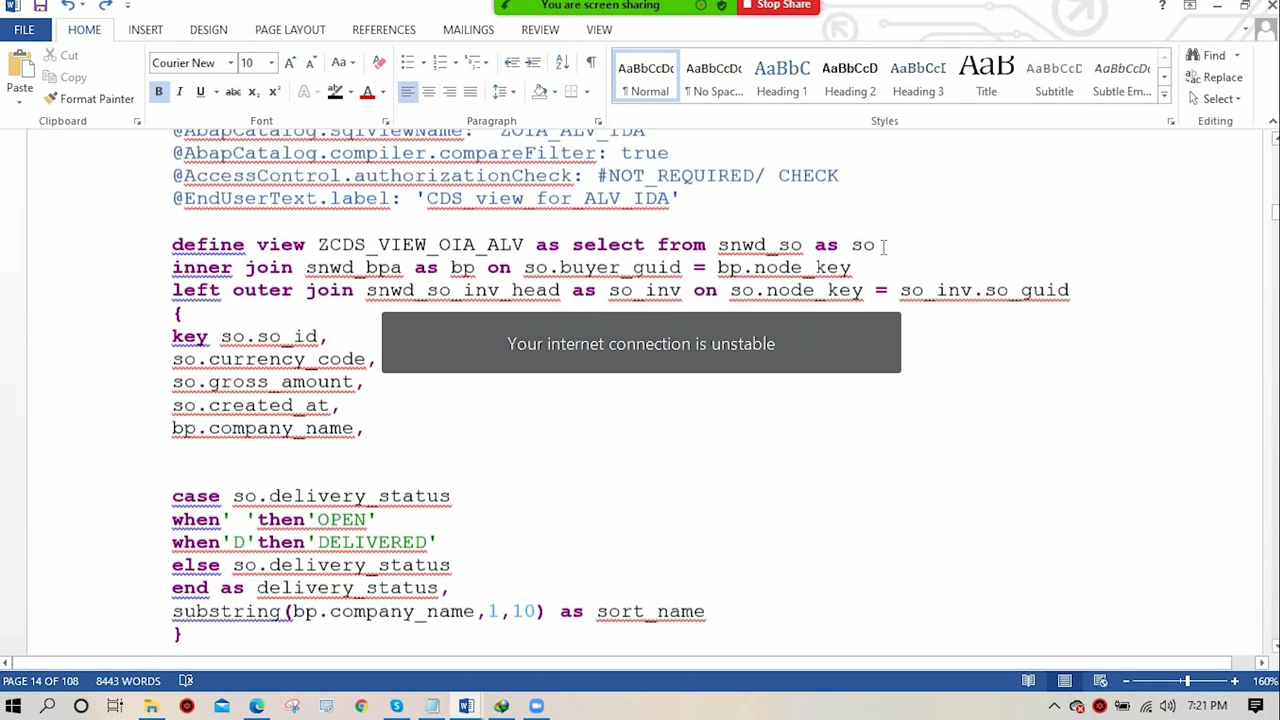 You are screen sharing
Stop Share
FILE
HOME
INSERT
DESIGN
PAGE LAYOUT
REFERENCES
MAILINGS
REVIEW
VIEW
Paste
Cut
Copy
Format Painter
Clipboard
Courier New
10
Font
Paragraph
AaBbCcDc
¶ Normal
AaBbCcDc
¶ No Spac...
AaBbC
Heading 1
AaBbCcDc
Heading 2
AaBbCcI
Heading 3
AaB
Title
AaBbCcD
Subtitle
AaBbCcDc
Subtle Em...
Styles
Find
Replace
Select
Editing
@AbapCatalog.sqlViewName: 'ZOIA_ALV_IDA'
@AbapCatalog.compiler.compareFilter: true
@AccessControl.authorizationCheck: #NOT_REQUIRED/ CHECK
@EndUserText.label: 'CDS view for ALV IDA'
define view ZCDS_VIEW_OIA_ALV as select from snwd_so as so
inner join snwd_bpa as bp on so.buyer_guid = bp.node_key
left outer join snwd_so_inv_head as so_inv on so.node_key = so_inv.so_guid
{
key so.so_id,
so.currency_code,
so.gross_amount,
so.created_at,
bp.company_name,
Your internet connection is unstable
case so.delivery_status
when' 'then'OPEN'
when'D'then'DELIVERED'
else so.delivery_status
end as delivery_status,
substring(bp.company_name,1,10) as sort_name
}
PAGE 14 OF 108
8443 WORDS
160%
7:21 PM